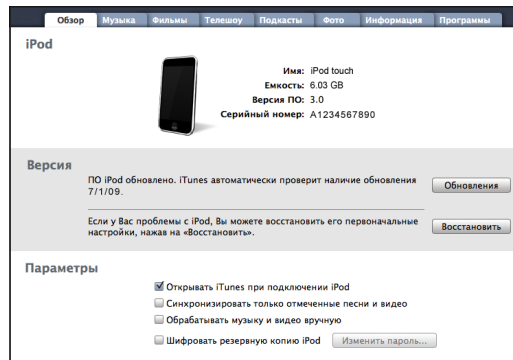 Обзор Музыка Фильмы Телешоу Подкасты Фото Информация Программы
iPod
Имя: iPod touch
Емкость: 6.03 GB
Версия ПО: 3.0
Серийный номер: A1234567890
Версия
ПО iPod обновлено. iTunes автоматически проверит наличие обновления
7/1/09.
Обновления
Если у Вас проблемы с iPod, Вы можете восстановить его первоначальные
настройки, нажав на «Восстановить».
Восстановить
Параметры
Открывать iTunes при подключении iPod
Синхронизировать только отмеченные песни и видео
Обрабатывать музыку и видео вручную
Шифровать резервную копию iPod Изменить пароль...